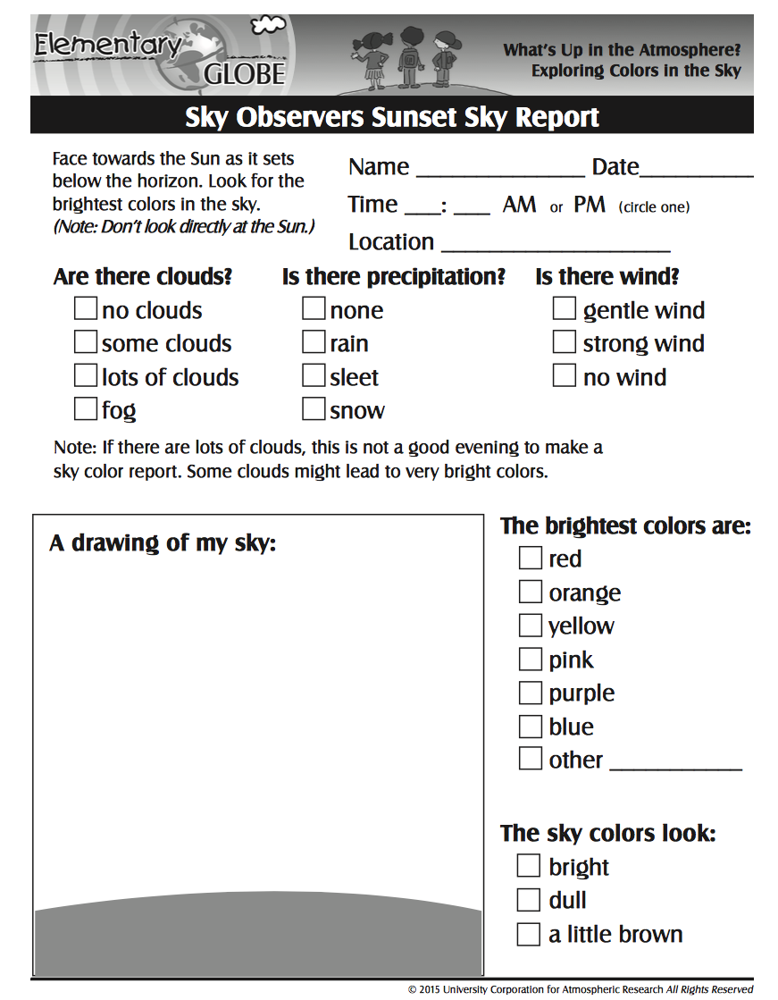 Elementary
GLOBE
What's Up in the Atmosphere?
Exploring Colors in the Sky
Sky Observers Sunset Sky Report
Face towards the Sun as it sets
below the horizon. Look for the
brightest colors in the sky.
(Note: Don't look directly at the Sun.)
Name ______________ Date__________
Time ___: ___ AM or PM (circle one)
Location ___________________
Are there clouds?
no clouds
some clouds
lots of clouds
fog
Is there precipitation?
none
rain
sleet
snow
Is there wind?
gentle wind
strong wind
no wind
Note: If there are lots of clouds, this is not a good evening to make a
sky color report. Some clouds might lead to very bright colors.
A drawing of my sky:
The brightest colors are:
red
orange
yellow
pink
purple
blue
other ___________
The sky colors look:
bright
dull
a little brown
© 2015 University Corporation for Atmospheric Research All Rights Reserved